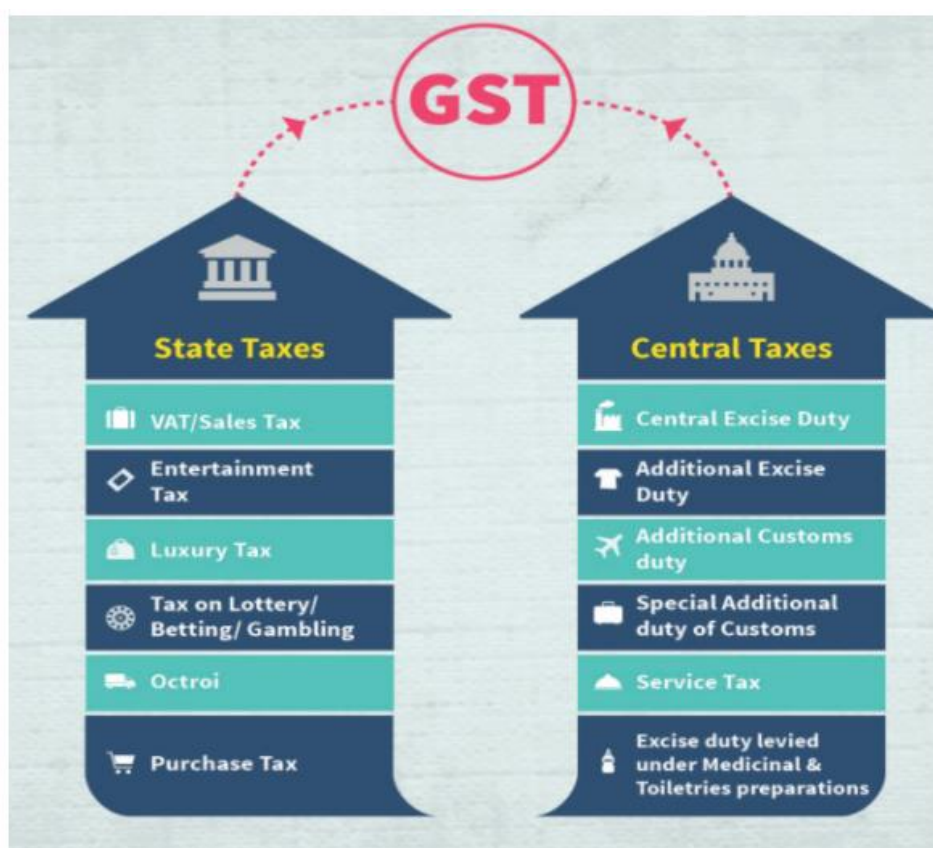 GST
State Taxes
VAT/Sales Tax
Entertainment
Tax
Luxury Tax
Tax on Lottery/
Betting/ Gambling
Octroi
Purchase Tax
Central Taxes
Central Excise Duty
Additional Excise
Duty
Additional Customs
duty
Special Additional
duty of Customs
Service Tax
Excise duty levied
under Medicinal &
Toiletries preparations